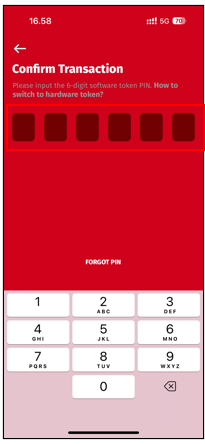 16.58
5G 70
Confirm Transaction
Please input the 6-digit software token PIN. How to
switch to hardware token?
FORGOT PIN
1 2 3
ABC DEF
4 5 6
GHI JKL MNO
7 8 9
PQRS TUV WXYZ
0